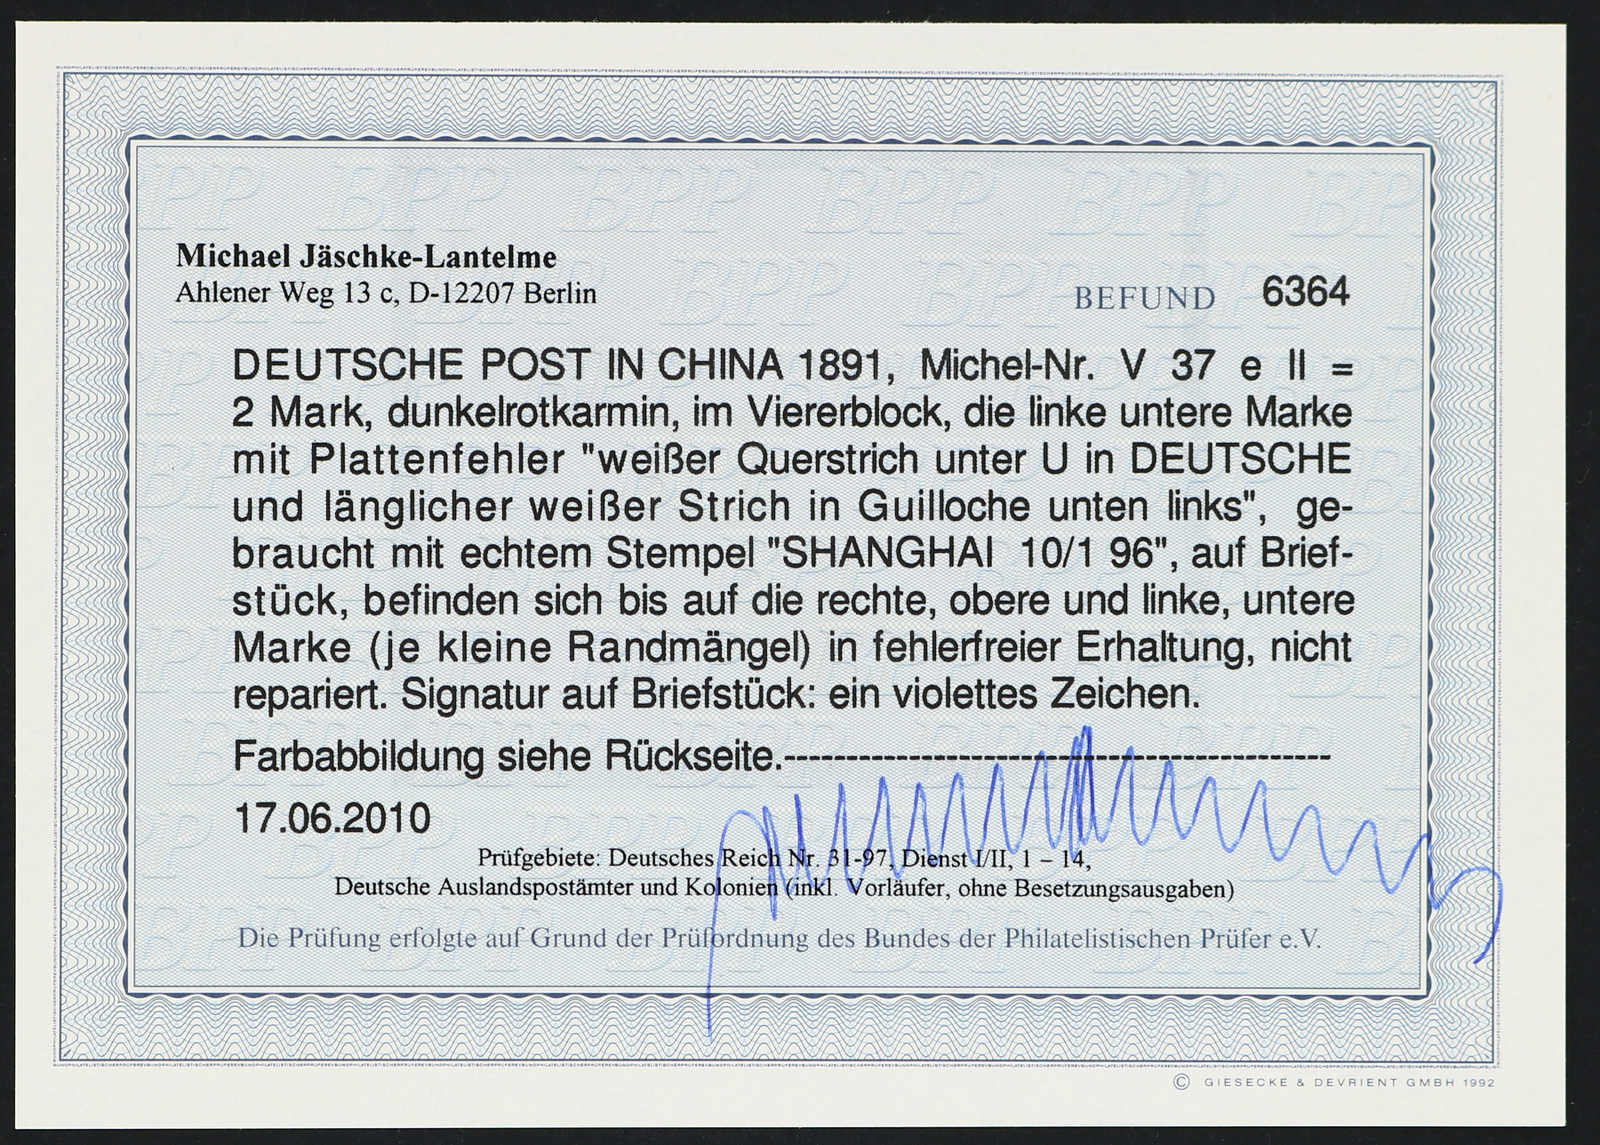 Michael Jäschke-Lantelme
Ahlener Weg 13 c, D-12207 Berlin
BEFUND 6364
DEUTSCHE POST IN CHINA 1891, Michel-Nr. V 37 e II =
2 Mark, dunkelrotkarmin, im Viererblock, die linke untere Marke
mit Plattenfehler "weißer Querstrich unter U in DEUTSCHE
und länglicher weißer Strich in Guilloche unten links", ge-
braucht mit echtem Stempel "SHANGHAI 10/1 96", auf Brief-
stück, befinden sich bis auf die rechte, obere und linke, untere
Marke (je kleine Randmängel) in fehlerfreier Erhaltung, nicht
repariert. Signatur auf Briefstück: ein violettes Zeichen.
Farbabbildung siehe Rückseite.--------------------------------------------
17.06.2010
Prüfgebiete: Deutsches Reich Nr. 31-97, Dienst I/II, 1 – 14,
Deutsche Auslandspostämter und Kolonien (inkl. Vorläufer, ohne Besetzungsausgaben)
Die Prüfung erfolgte auf Grund der Prüfordnung des Bundes der Philatelistischen Prüfer e.V.
© GIESECKE & DEVRIENT GMBH 1992